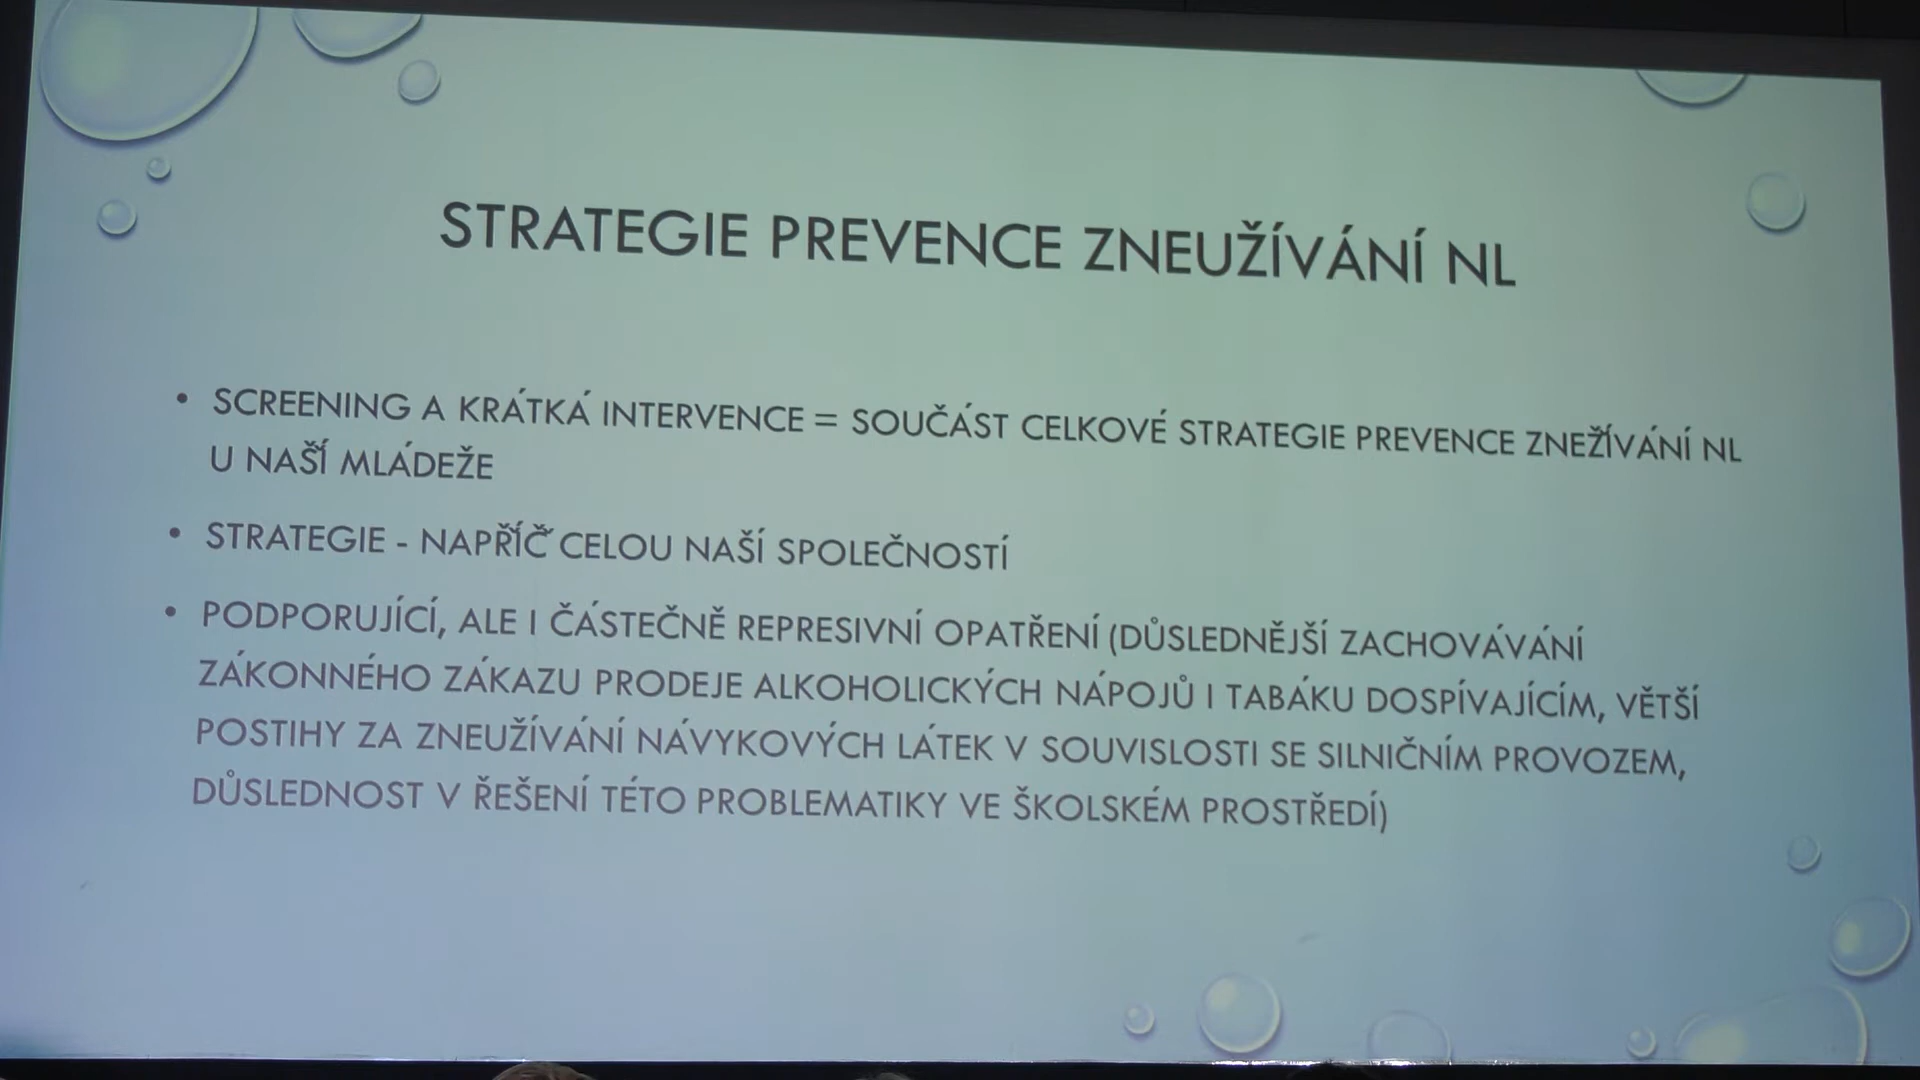 STRATEGIE PREVENCE ZNEUŽÍVÁNÍ NL
• SCREENING A KRÁTKÁ INTERVENCE = SOUČÁST CELKOVÉ STRATEGIE PREVENCE ZNEŽÍVÁNÍ NL
U NAŠÍ MLÁDEŽE
• STRATEGIE - NAPŘÍČ CELOU NAŠÍ SPOLEČNOSTÍ
• PODPORUJÍCÍ, ALE I ČÁSTEČNĚ REPRESIVNÍ OPATŘENÍ (DŮSLEDNĚJŠÍ ZACHOVÁVÁNÍ
ZÁKONNÉHO ZÁKAZU PRODEJE ALKOHOLICKÝCH NÁPOJŮ I TABÁKU DOSPÍVAJÍCÍM, VĚTŠÍ
POSTIHY ZA ZNEUŽÍVÁNÍ NÁVYKOVÝCH LÁTEK V SOUVISLOSTI SE SILNIČNÍM PROVOZEM,
DŮSLEDNOST V ŘEŠENÍ TÉTO PROBLEMATIKY VE ŠKOLSKÉM PROSTŘEDÍ)